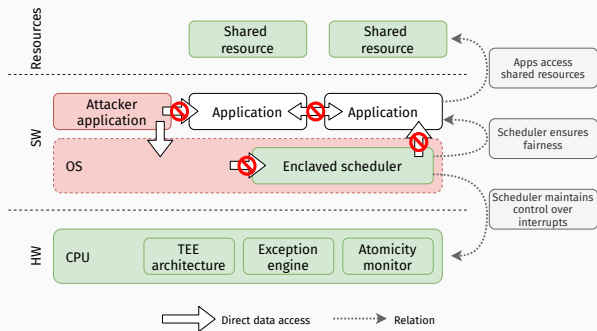 Resources
Shared
resource
Shared
resource
Apps access
shared resources
SW
Attacker
application
Application
Application
Scheduler ensures
fairness
OS
Enclaved scheduler
Scheduler maintains
control over
interrupts
HW
CPU
TEE
architecture
Exception
engine
Atomicity
monitor
Direct data access
Relation